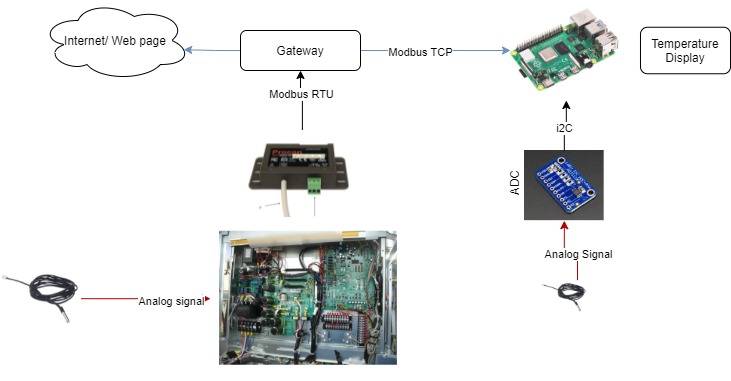 Internet/ Web page
Gateway
Modbus TCP
Temperature
Display
Modbus RTU
i2C
ADC
Analog Signal
Analog signal